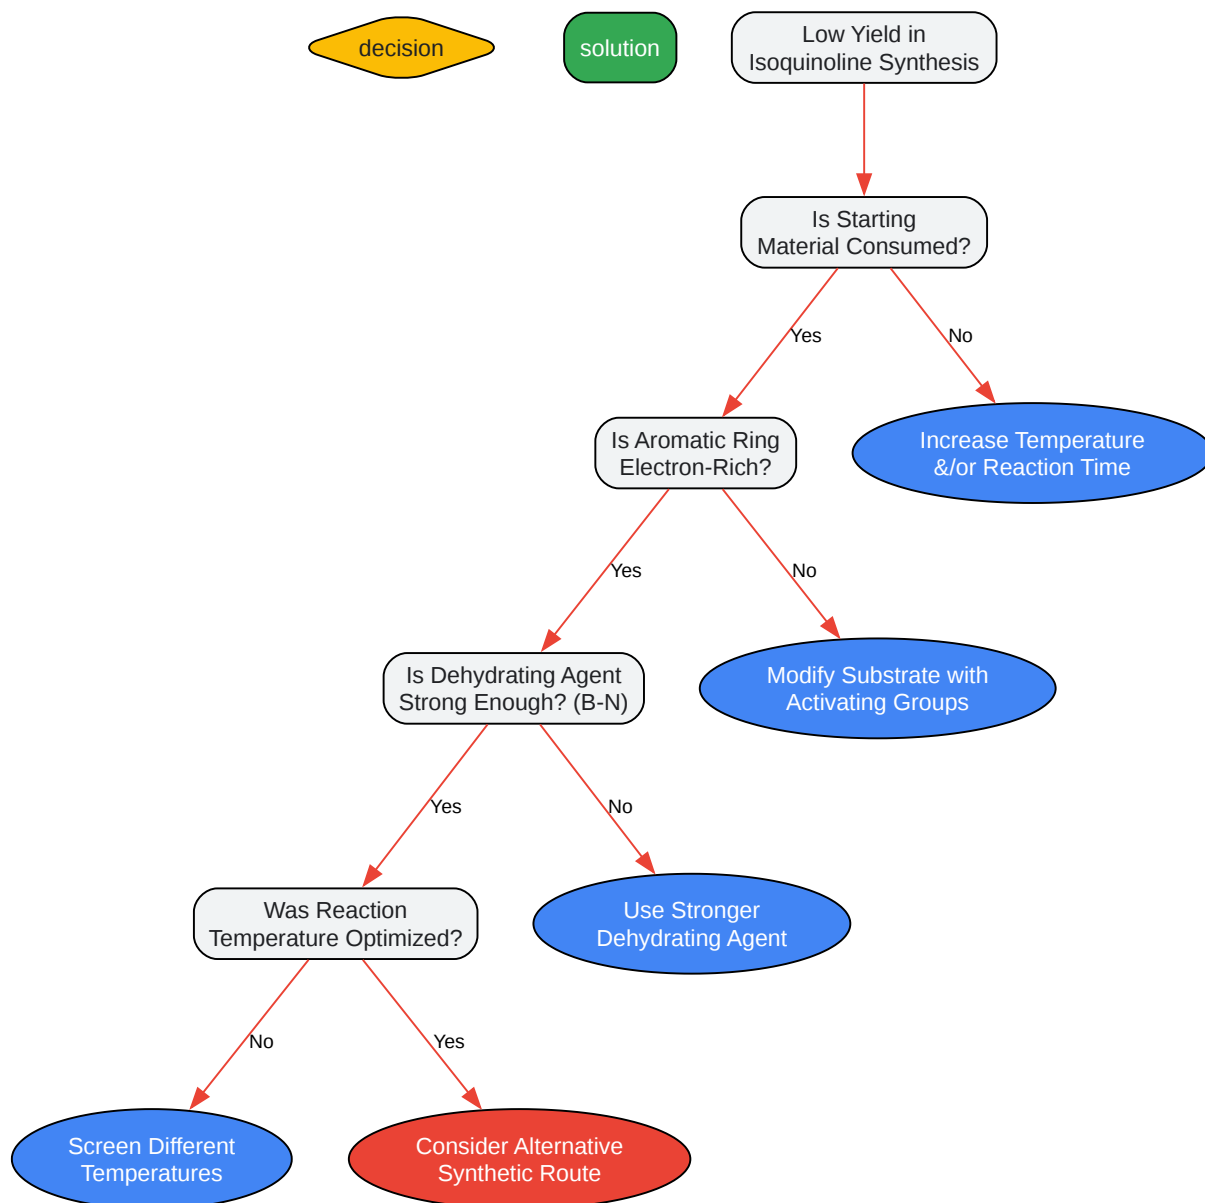 decision
solution
Low Yield in
Isoquinoline Synthesis
Is Starting
Material Consumed?
Yes
No
Is Aromatic Ring
Electron-Rich?
Increase Temperature
&/or Reaction Time
Yes
No
Is Dehydrating Agent
Strong Enough? (B-N)
Modify Substrate with
Activating Groups
Yes
No
Was Reaction
Temperature Optimized?
Use Stronger
Dehydrating Agent
No
Yes
Screen Different
Temperatures
Consider Alternative
Synthetic Route